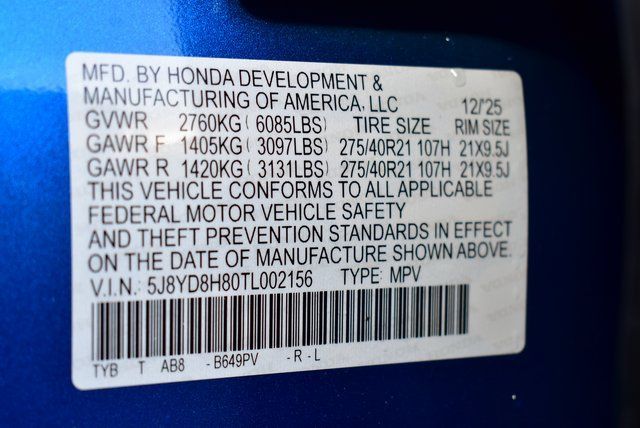 MFD. BY HONDA DEVELOPMENT &
MANUFACTURING OF AMERICA, LLC 12/'25
GVWR 2760KG ( 6085LBS) TIRE SIZE RIM SIZE
GAWR F 1405KG ( 3097LBS) 275/40R21 107H 21X9.5J
GAWR R 1420KG ( 3131LBS) 275/40R21 107H 21X9.5J
THIS VEHICLE CONFORMS TO ALL APPLICABLE
FEDERAL MOTOR VEHICLE SAFETY
AND THEFT PREVENTION STANDARDS IN EFFECT
ON THE DATE OF MANUFACTURE SHOWN ABOVE.
V.I.N.: 5J8YD8H80TL002156 TYPE: MPV
TYB T AB8 -B649PV -R-L